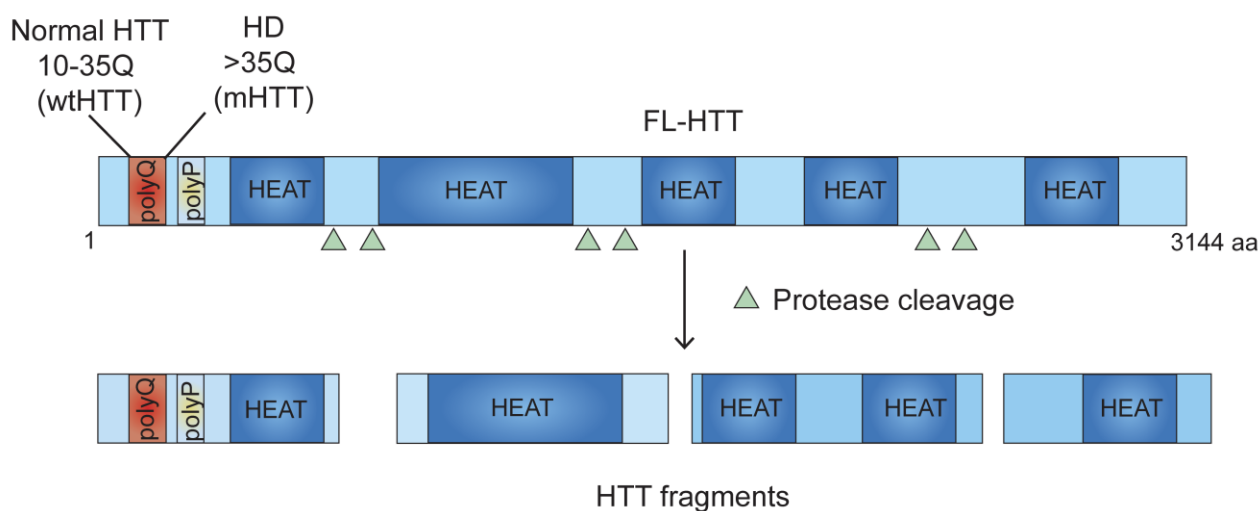 Normal HTT
10-35Q
(wtHTT)
HD
>35Q
(mHTT)
FL-HTT
polyQ
polyP
HEAT
HEAT
HEAT
HEAT
HEAT
1
3144 aa
Protease cleavage
polyQ
polyP
HEAT
HEAT
HEAT
HEAT
HEAT
HTT fragments